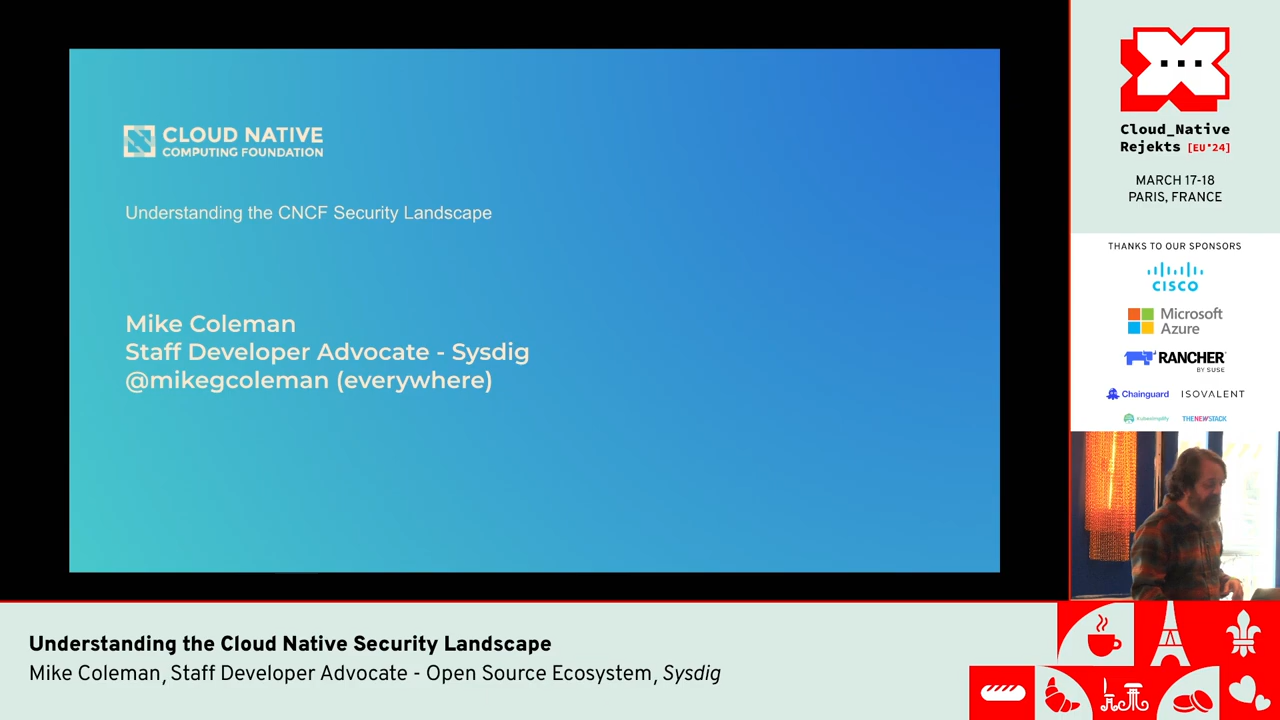 CLOUD NATIVE
COMPUTING FOUNDATION
Understanding the CNCF Security Landscape
Mike Coleman
Staff Developer Advocate - Sysdig
@mikegcoleman (everywhere)
Cloud_Native
Rejekts [EU*24]
MARCH 17-18
PARIS, FRANCE
THANKS TO OUR SPONSORS
CISCO
Microsoft
Azure
RANCHER
BY SUSE
Chainguard ISOVALENT
Kubesimplify THENEWSTACK
Understanding the Cloud Native Security Landscape
Mike Coleman, Staff Developer Advocate - Open Source Ecosystem, Sysdig